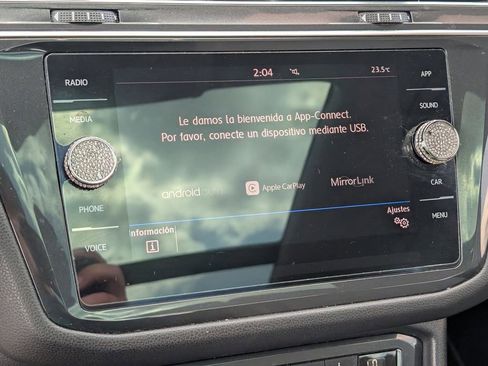 RADIO
2:04
23.5°C
APP
MEDIA
SOUND
Le damos la bienvenida a App-Connect.
Por favor, conecte un dispositivo mediante USB.
android auto
Apple CarPlay
MirrorLink
CAR
PHONE
Ajustes
MENU
Información
VOICE